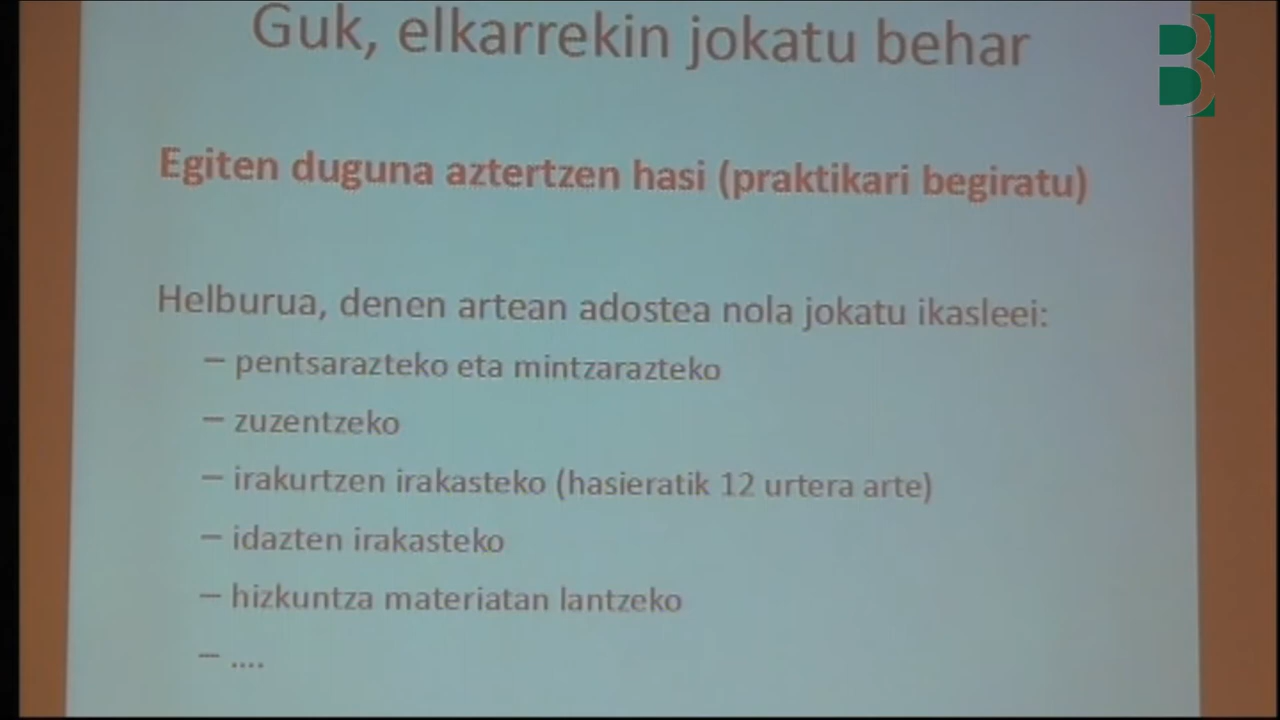 Guk, elkarrekin jokatu behar
B
Egiten duguna aztertzen hasi (praktikari begiratu)
Helburua, denen artean adostea nola jokatu ikasleei:
– pentsarazteko eta mintzarazteko
– zuzentzeko
– irakurtzen irakasteko (hasieratik 12 urtera arte)
– idazten irakasteko
– hizkuntza materiatan lantzeko
– ....